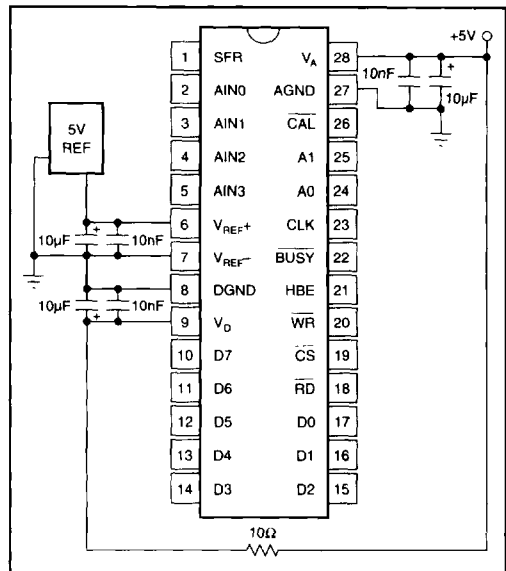 +5V
1 SFR VA 28
10nF
2 AIN0 AGND 27
10µF
3 AIN1 CAL 26
5V
REF
4 AIN2 A1 25
5 AIN3 A0 24
6 VREF+ CLK 23
10µF + 10nF
7 VREF– BUSY 22
8 DGND HBE 21
10µF + 10nF
9 VD WR 20
10 D7 CS 19
11 D6 RD 18
12 D5 D0 17
13 D4 D1 16
14 D3 D2 15
10Ω